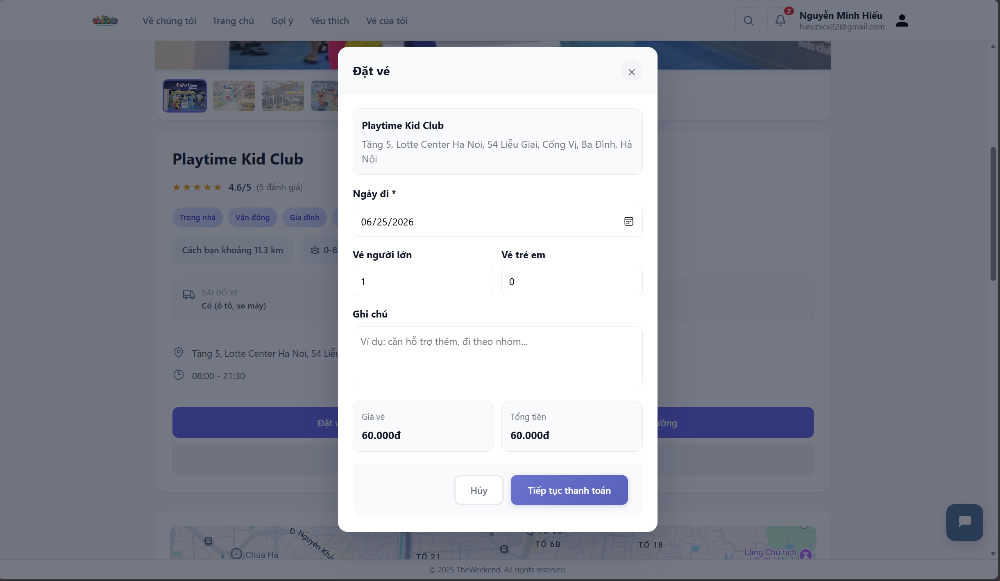 The
Weekend
Về chúng tôi
Trang chủ
Gợi ý
Yêu thích
Vé của tôi
2
Nguyễn Minh Hiếu
hieuzxcv22@gmail.com
kids club
Playtime
Playtime Kid Club
4.6/5 (5 đánh giá)
Trong nhà
Vận động
Gia đình
Cách bạn khoảng 11.3 km
0-8
BÃI ĐỖ XE
Có (ô tô, xe máy)
Tầng 5, Lotte Center Ha Noi, 54 Liễu
08:00 - 21:30
Đặt v
ường
Đặt vé
Playtime Kid Club
Tầng 5, Lotte Center Ha Noi, 54 Liễu Giai, Cống Vị, Ba Đình, Hà
Nội
Ngày đi *
06/25/2026
Vé người lớn
Vé trẻ em
1
0
Ghi chú
Ví dụ: cần hỗ trợ thêm, đi theo nhóm...
Giá vé
60.000đ
Tổng tiền
60.000đ
Hủy
Tiếp tục thanh toán
Đ. Nguyễn Khá
Chùa Hà
TỔ 21
TỔ 6B
TỔ 18
Lăng Chủ tịch
© 2025 TheWeekend. All rights reserved.